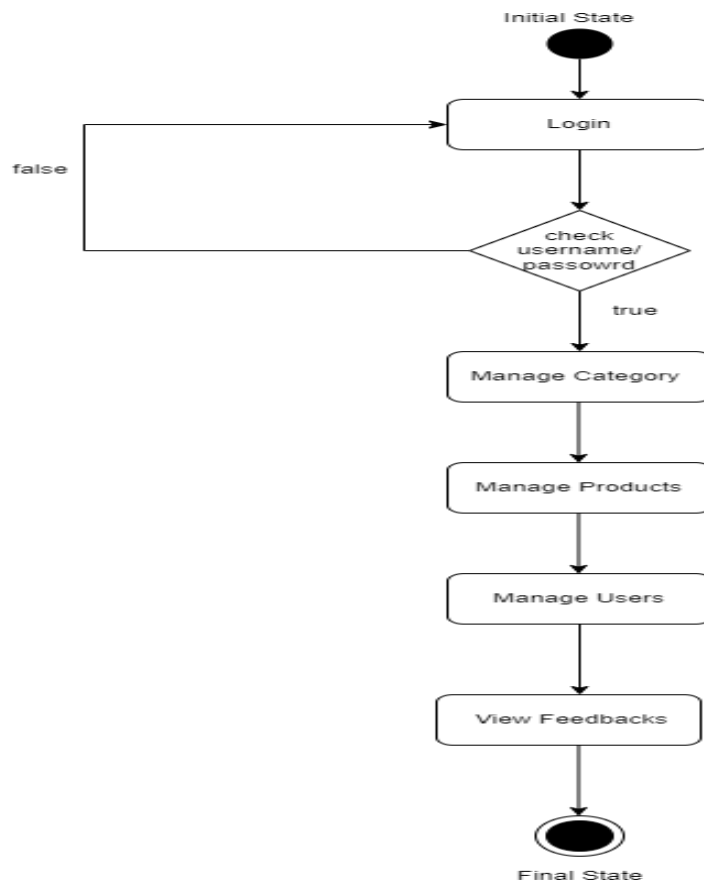 Initial State
Login
false
check
username/
passowrd
true
Manage Category
Manage Products
Manage Users
View Feedbacks
Final State